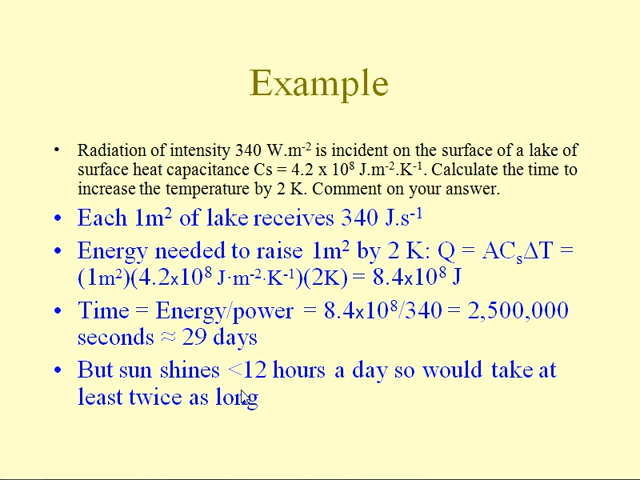 Example
• Radiation of intensity 340 W.m⁻² is incident on the surface of a lake of
surface heat capacitance Cs = 4.2 x 10⁸ J.m⁻².K⁻¹. Calculate the time to
increase the temperature by 2 K. Comment on your answer.
• Each 1m² of lake receives 340 J.s⁻¹
• Energy needed to raise 1m² by 2 K: Q = ACₛΔT =
(1m²)(4.2x10⁸ J·m⁻²·K⁻¹)(2K) = 8.4x10⁸ J
• Time = Energy/power = 8.4x10⁸/340 = 2,500,000
seconds ≈ 29 days
• But sun shines <12 hours a day so would take at
least twice as long